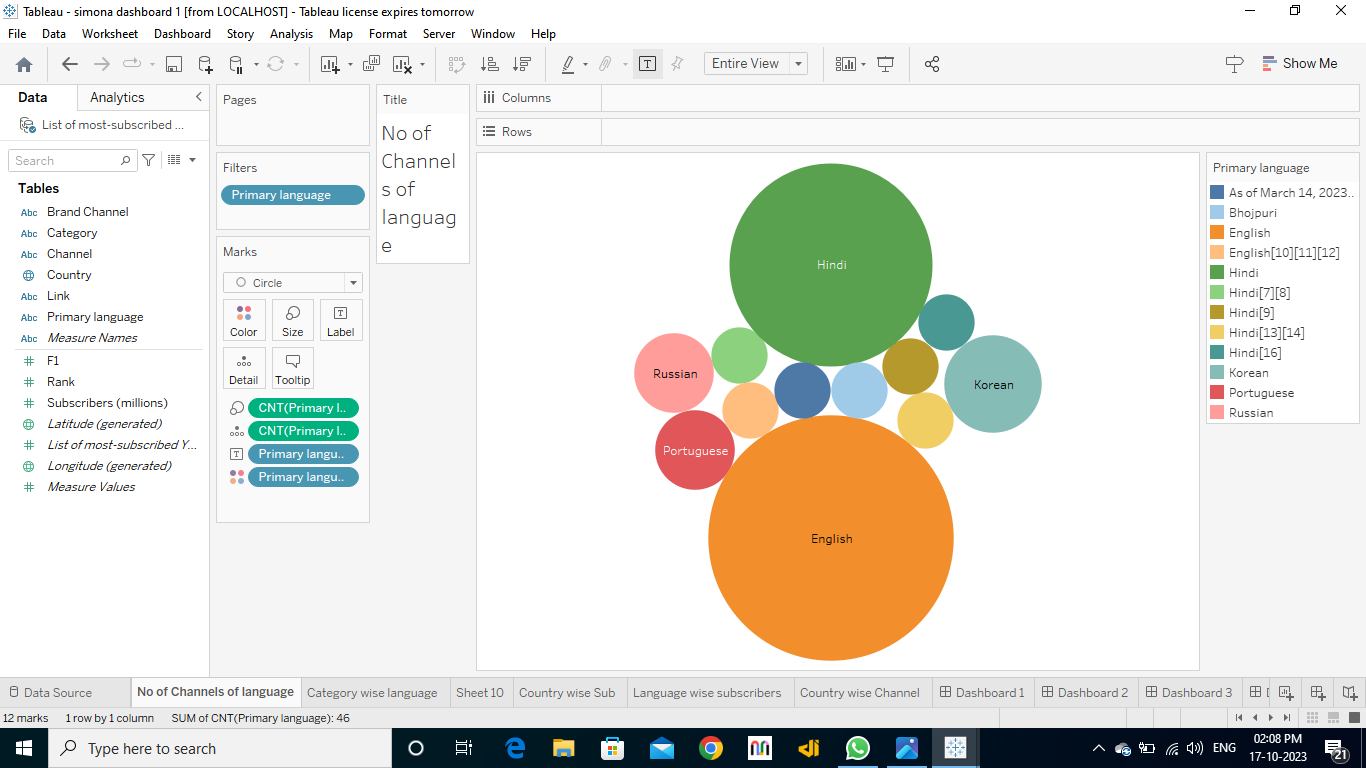 Tableau - simona dashboard 1 [from LOCALHOST] - Tableau license expires tomorrow
File Data Worksheet Dashboard Story Analysis Map Format Server Window Help
Entire View
Show Me
Data Analytics
List of most-subscribed ...
Search
Tables
Abc Brand Channel
Abc Category
Abc Channel
Country
Abc Link
Abc Primary language
Abc Measure Names
F1
Rank
Subscribers (millions)
Latitude (generated)
List of most-subscribed Y...
Longitude (generated)
Measure Values
Pages
Filters
Primary language
Marks
Circle
Color Size Label
Detail Tooltip
CNT(Primary l..
CNT(Primary l..
Primary langu..
Primary langu..
Title
No of
Channel
s of
languag
e
Columns
Rows
Hindi
Russian
Korean
Portuguese
English
Primary language
As of March 14, 2023..
Bhojpuri
English
English[10][11][12]
Hindi
Hindi[7][8]
Hindi[9]
Hindi[13][14]
Hindi[16]
Korean
Portuguese
Russian
Data Source No of Channels of language Category wise language Sheet 10 Country wise Sub Language wise subscribers Country wise Channel Dashboard 1 Dashboard 2 Dashboard 3
12 marks 1 row by 1 column SUM of CNT(Primary language): 46
Type here to search
ENG
02:08 PM
17-10-2023
21